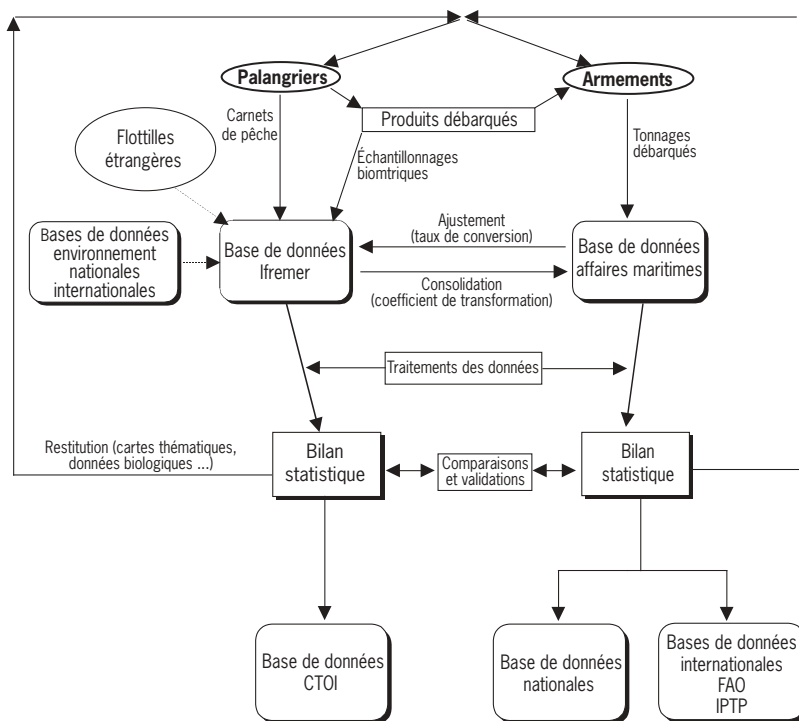 Palangriers
Armements
Carnets
de pêche
Produits débarqués
Tonnages
débarqués
Flottilles
étrangères
Échantillonnages
biomtriques
Bases de données
environnement
nationales
internationales
Base de données
Ifremer
Ajustement
(taux de conversion)
Consolidation
(coefficient de transformation)
Base de données
affaires maritimes
Traitements des données
Restitution (cartes thématiques,
données biologiques ...)
Bilan
statistique
Comparaisons
et validations
Bilan
statistique
Base de données
CTOI
Base de données
nationales
Bases de données
internationales
FAO
IPTP